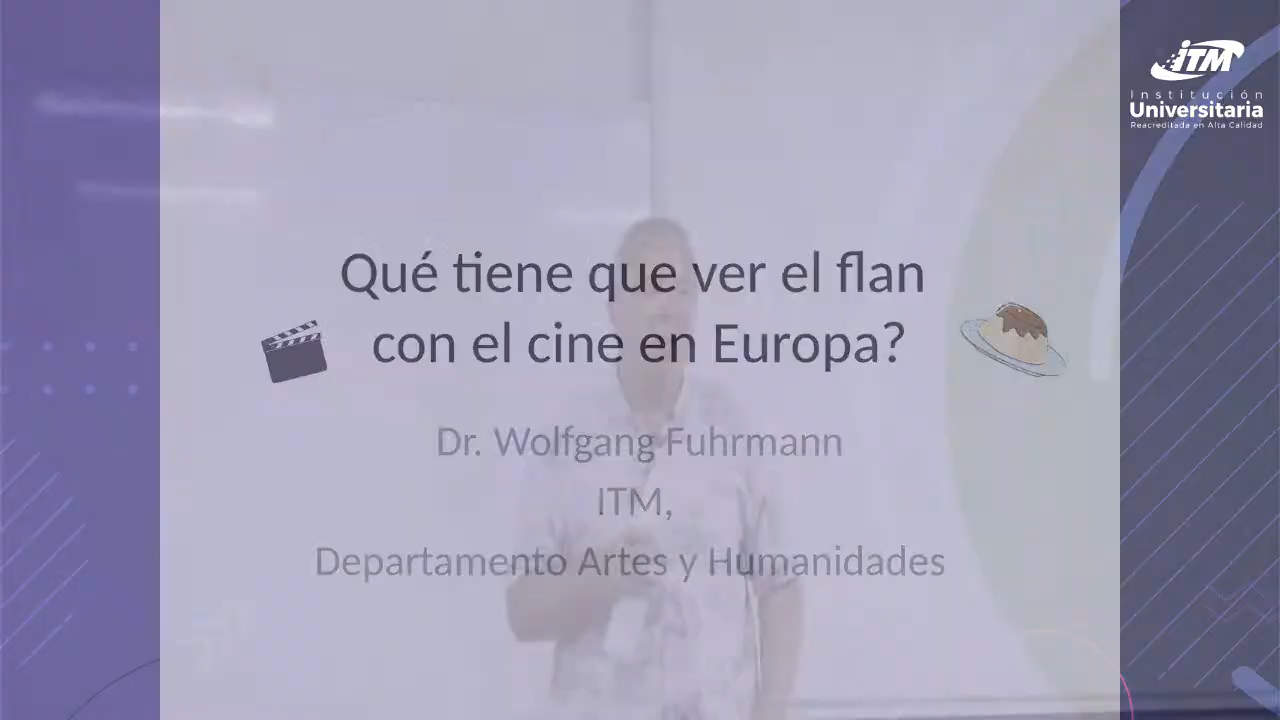 iTM
Institución
Universitaria
Reacreditada en Alta Calidad
Qué tiene que ver el flan
con el cine en Europa?
Dr. Wolfgang Fuhrmann
ITM,
Departamento Artes y Humanidades